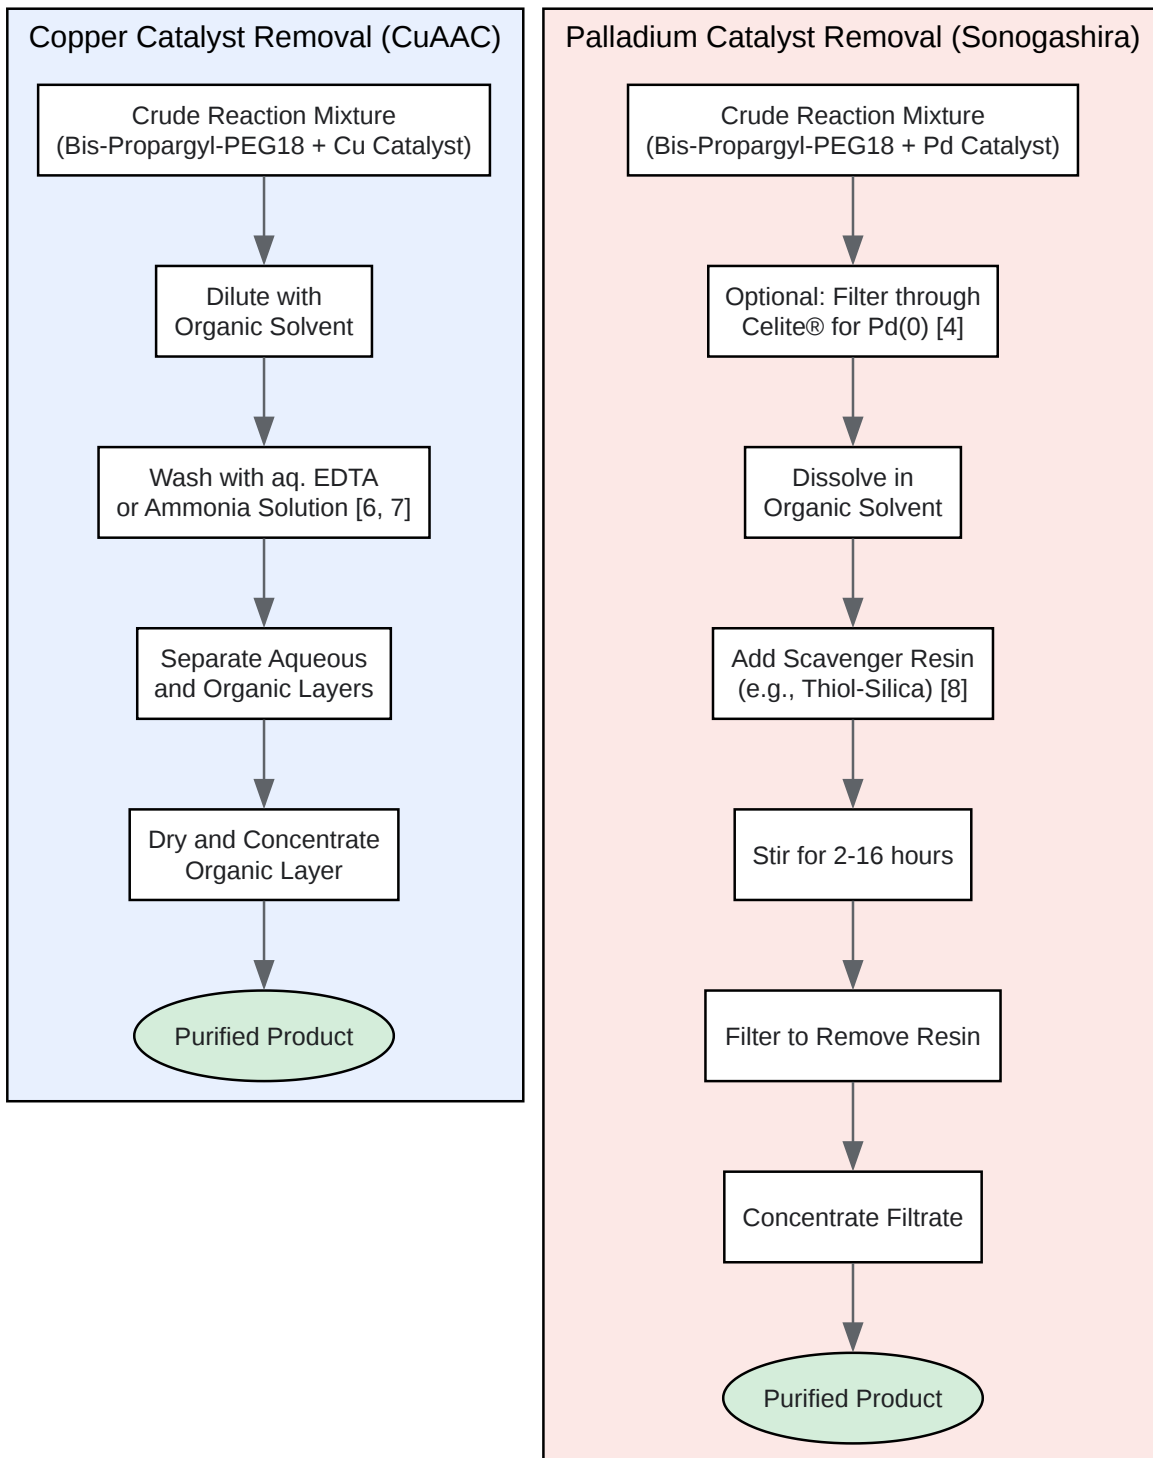 Copper Catalyst Removal (CuAAC)
Crude Reaction Mixture
(Bis-Propargyl-PEG18 + Cu Catalyst)
Dilute with
Organic Solvent
Wash with aq. EDTA
or Ammonia Solution [6, 7]
Separate Aqueous
and Organic Layers
Dry and Concentrate
Organic Layer
Purified Product
Palladium Catalyst Removal (Sonogashira)
Crude Reaction Mixture
(Bis-Propargyl-PEG18 + Pd Catalyst)
Optional: Filter through
Celite® for Pd(0) [4]
Dissolve in
Organic Solvent
Add Scavenger Resin
(e.g., Thiol-Silica) [8]
Stir for 2-16 hours
Filter to Remove Resin
Concentrate Filtrate
Purified Product